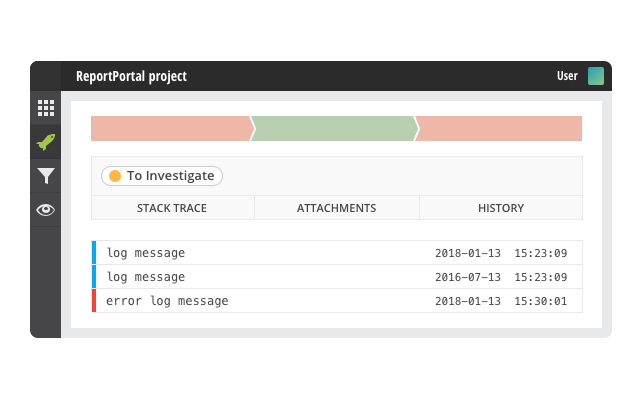 ReportPortal project User
To Investigate
STACK TRACE ATTACHMENTS HISTORY
log message 2018-01-13 15:23:09
log message 2016-07-13 15:23:09
error log message 2018-01-13 15:30:01